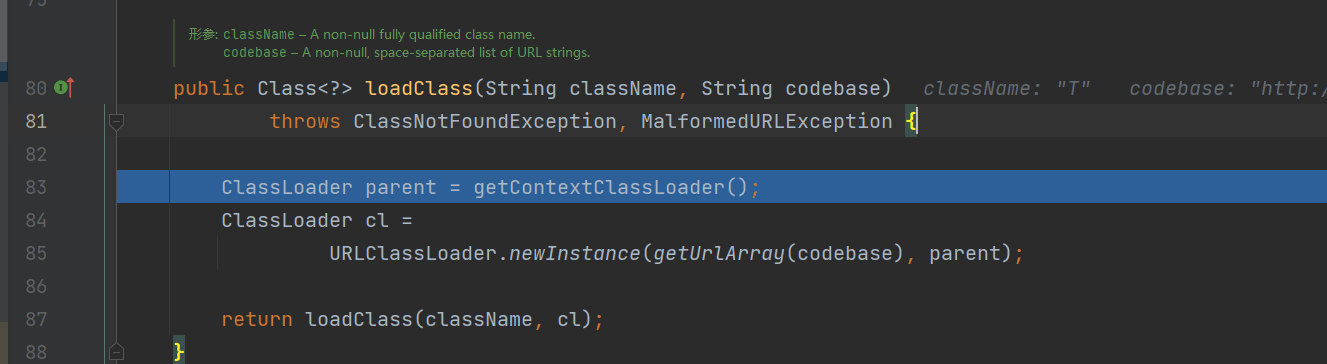 形参: className – A non-null fully qualified class name.
codebase – A non-null, space-separated list of URL strings.
80 public Class<?> loadClass(String className, String codebase) className: "T" codebase: "http:/
81 throws ClassNotFoundException, MalformedURLException {
82
83 ClassLoader parent = getContextClassLoader();
84 ClassLoader cl =
85 URLClassLoader.newInstance(getUrlArray(codebase), parent);
86
87 return loadClass(className, cl);
88 }